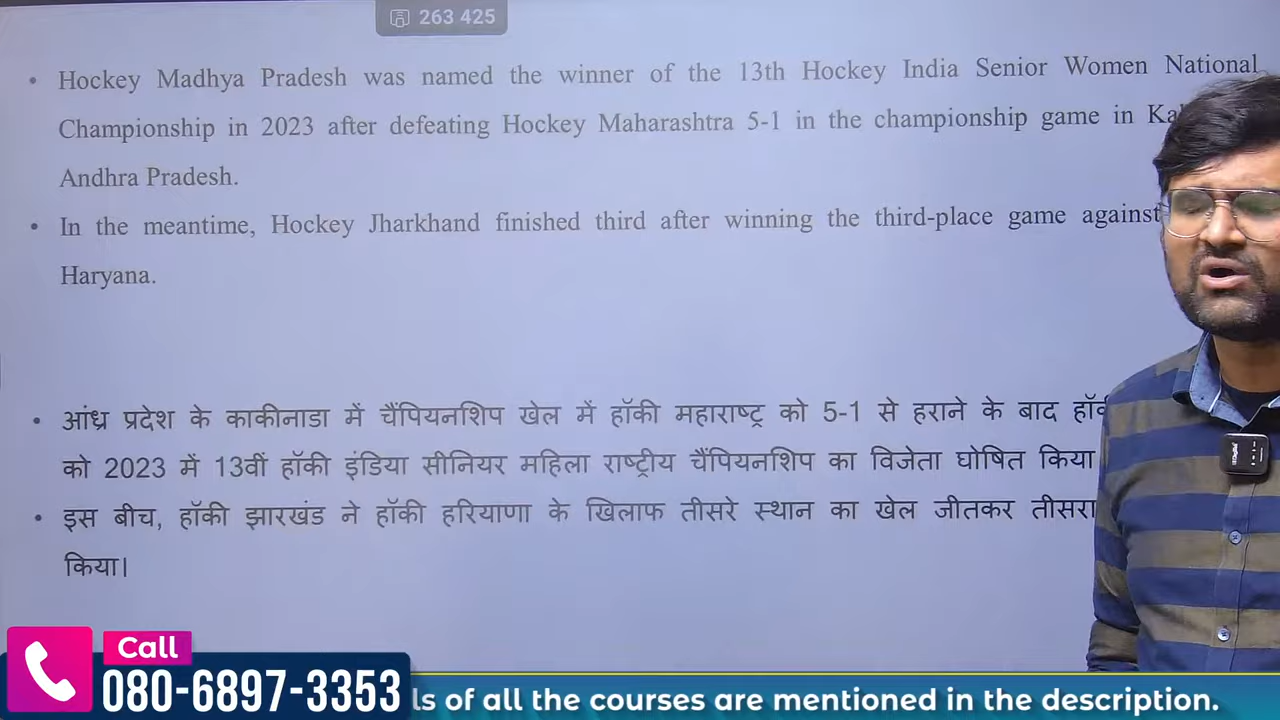 263 425
• Hockey Madhya Pradesh was named the winner of the 13th Hockey India Senior Women National
Championship in 2023 after defeating Hockey Maharashtra 5-1 in the championship game in
Andhra Pradesh.
• In the meantime, Hockey Jharkhand finished third after winning the third-place game against
Haryana.
• आंध्र प्रदेश के काकीनाडा में चैंपियनशिप खेल में हॉकी महाराष्ट्र को 5-1 से हराने के बाद
को 2023 में 13वीं हॉकी इंडिया सीनियर महिला राष्ट्रीय चैंपियनशिप का विजेता घोषित किया
• इस बीच, हॉकी झारखंड ने हॉकी हरियाणा के खिलाफ तीसरे स्थान का खेल जीतकर तीसरा
किया।
Call
080-6897-3353
of all the courses are mentioned in the description.